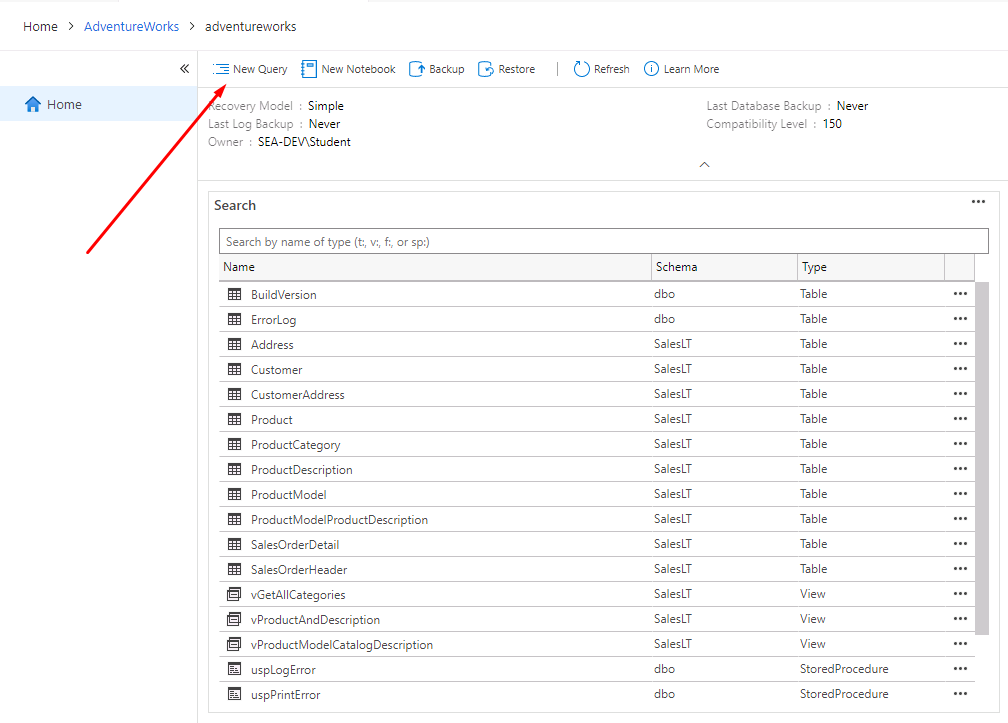 Home > AdventureWorks > adventureworks
« New Query New Notebook Backup Restore | Refresh Learn More
Home
Recovery Model : Simple Last Database Backup : Never
Last Log Backup : Never Compatibility Level : 150
Owner : SEA-DEV\Student
Search •••
Search by name of type (t:, v:, f:, or sp:)
Name Schema Type
BuildVersion dbo Table •••
ErrorLog dbo Table •••
Address SalesLT Table •••
Customer SalesLT Table •••
CustomerAddress SalesLT Table •••
Product SalesLT Table •••
ProductCategory SalesLT Table •••
ProductDescription SalesLT Table •••
ProductModel SalesLT Table •••
ProductModelProductDescription SalesLT Table •••
SalesOrderDetail SalesLT Table •••
SalesOrderHeader SalesLT Table •••
vGetAllCategories SalesLT View •••
vProductAndDescription SalesLT View •••
vProductModelCatalogDescription SalesLT View •••
uspLogError dbo StoredProcedure •••
uspPrintError dbo StoredProcedure •••